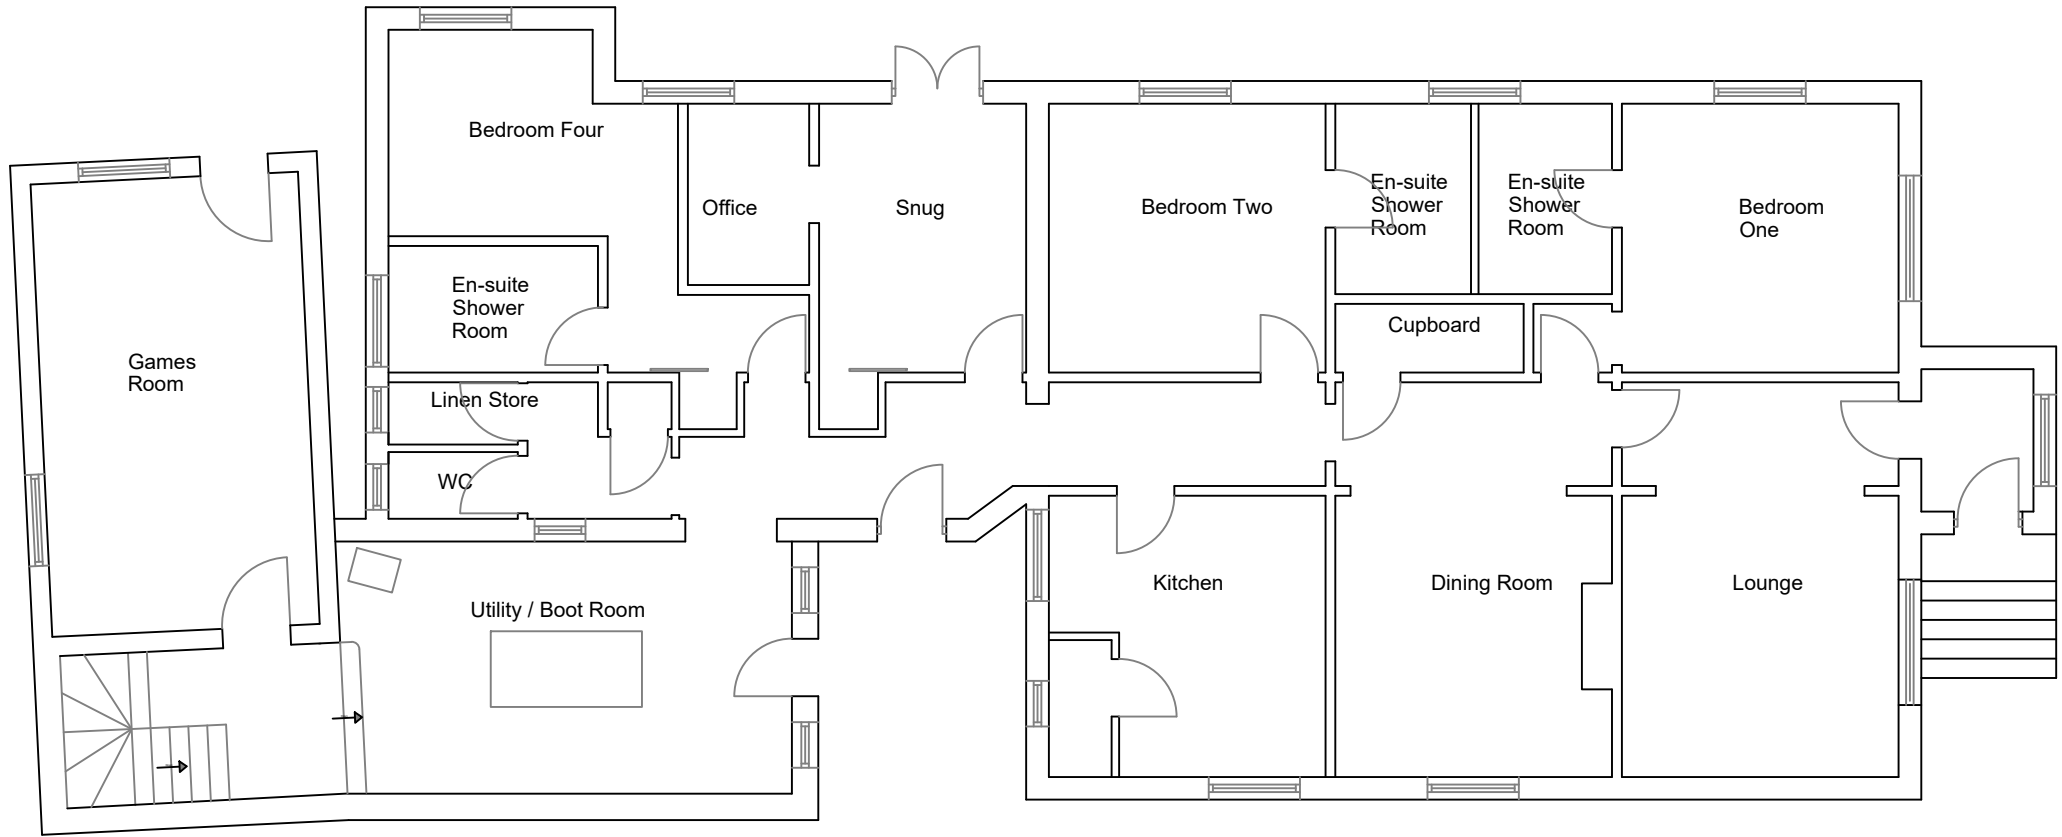 Bedroom Four
Office
Snug
Bedroom Two
En-suite
Shower
Room
En-suite
Shower
Room
Bedroom
One
En-suite
Shower
Room
Cupboard
Games
Room
Linen Store
WC
Utility / Boot Room
Kitchen
Dining Room
Lounge